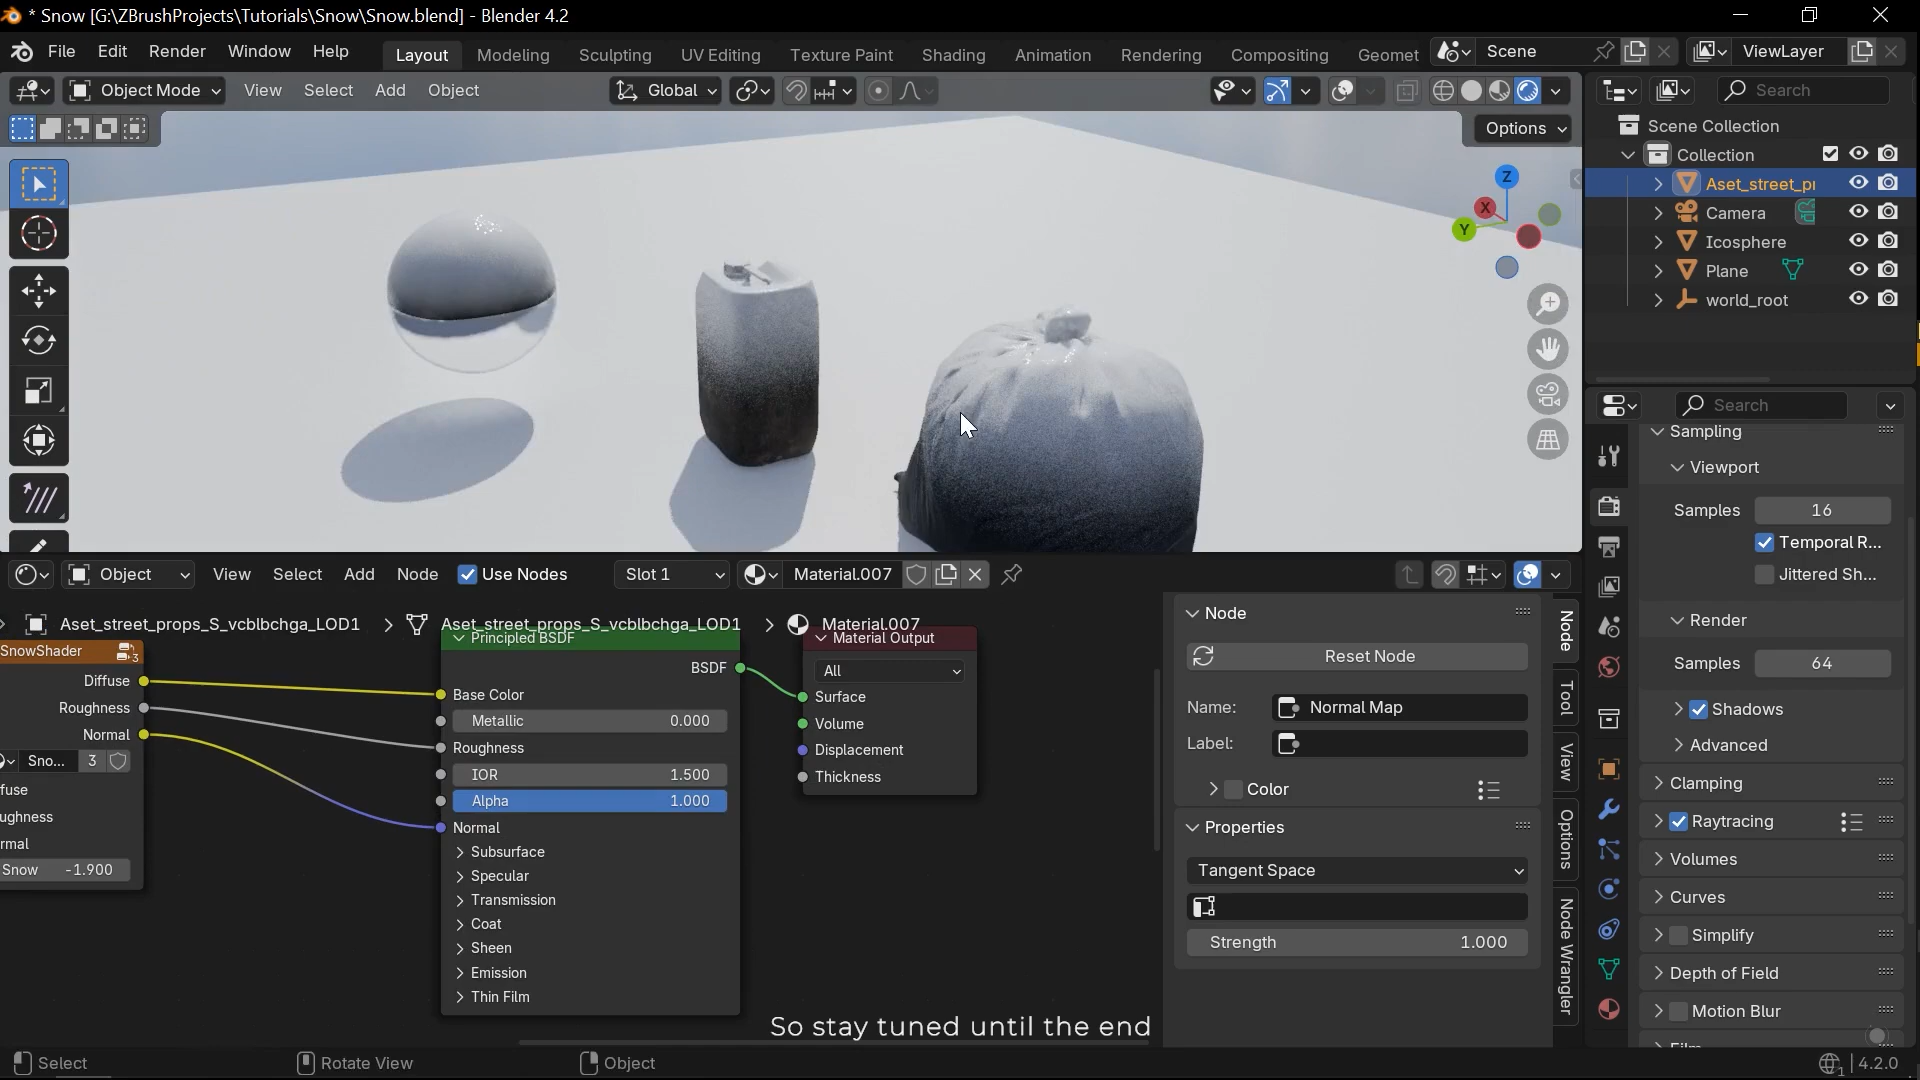 * Snow [G:\ZBrushProjects\Tutorials\Snow\Snow.blend] - Blender 4.2
File Edit Render Window Help Layout Modeling Sculpting UV Editing Texture Paint Shading Animation Rendering Compositing Geomet Scene ViewLayer
Object Mode View Select Add Object Global Search
Options
Z
X
Y
Scene Collection
Collection
Aset_street_pr
Camera
Icosphere
Plane
world_root
Search
Sampling
Viewport
Samples 16
Temporal R...
Jittered Sh...
Render
Samples 64
Shadows
Advanced
Clamping
Raytracing
Volumes
Curves
Simplify
Depth of Field
Motion Blur
Object View Select Add Node Use Nodes Slot 1 Material.007
Aset_street_props_S_vcblbchga_LOD1 > Aset_street_props_S_vcblbchga_LOD1 > Material.007
SnowShader 3
Diffuse
Roughness
Normal
Sno... 3
fuse
ughness
rmal
Snow -1.900
Principled BSDF
BSDF
Base Color
Metallic 0.000
Roughness
IOR 1.500
Alpha 1.000
Normal
Subsurface
Specular
Transmission
Coat
Sheen
Emission
Thin Film
Material Output
All
Surface
Volume
Displacement
Thickness
Node
Reset Node
Name: Normal Map
Label:
Color
Properties
Tangent Space
Strength 1.000
Node
Tool
View
Options
Node Wrangler
So stay tuned until the end
Select Rotate View Object 1 4.2.0